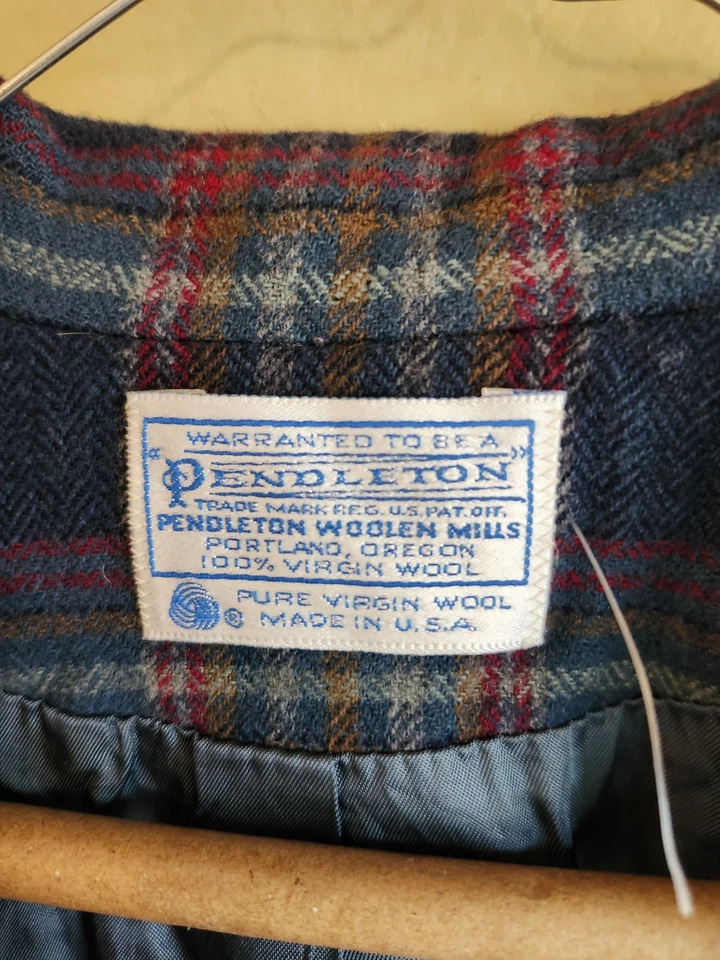 WARRANTED TO BE A
"PENDLETON"
TRADE MARK REG. U.S. PAT. OFF.
PENDLETON WOOLEN MILLS
PORTLAND, OREGON
100% VIRGIN WOOL
® PURE VIRGIN WOOL
MADE IN U.S.A.